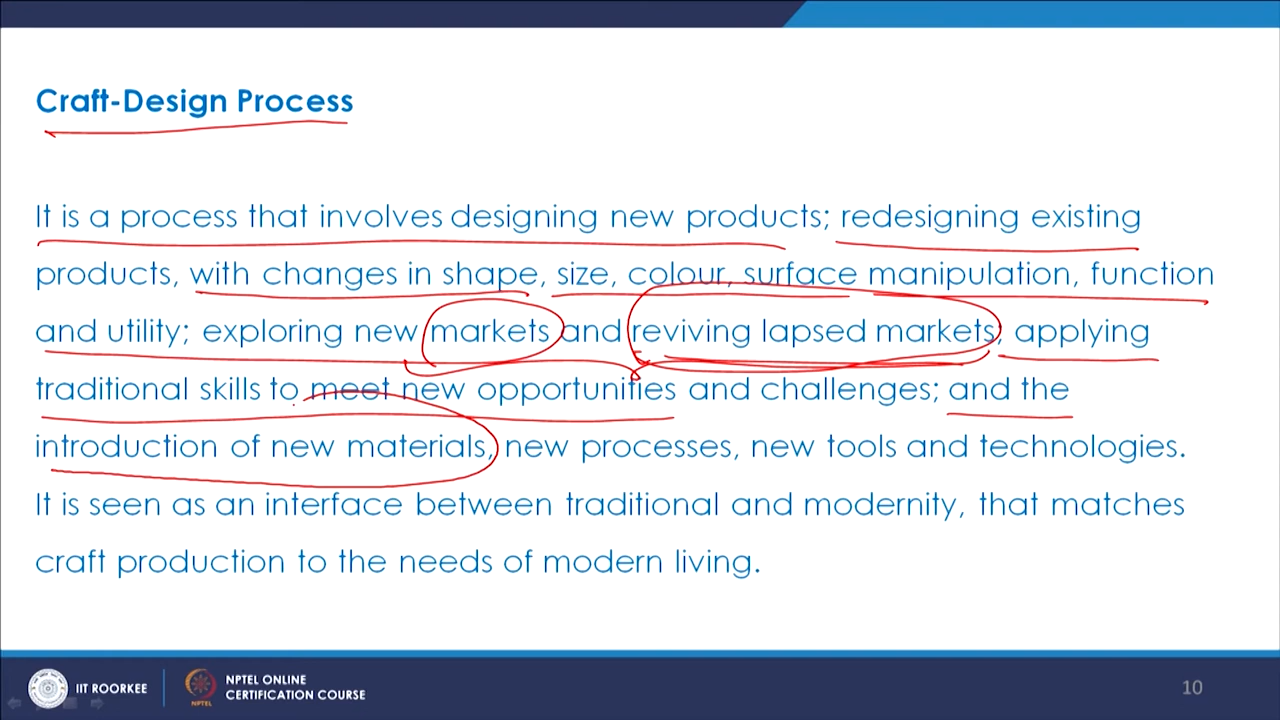 Craft-Design Process
It is a process that involves designing new products; redesigning existing
products, with changes in shape, size, colour, surface manipulation, function
and utility; exploring new markets and reviving lapsed markets; applying
traditional skills to meet new opportunities and challenges; and the
introduction of new materials, new processes, new tools and technologies.
It is seen as an interface between traditional and modernity, that matches
craft production to the needs of modern living.
IIT ROORKEE
NPTEL ONLINE
CERTIFICATION COURSE
NPTEL
10